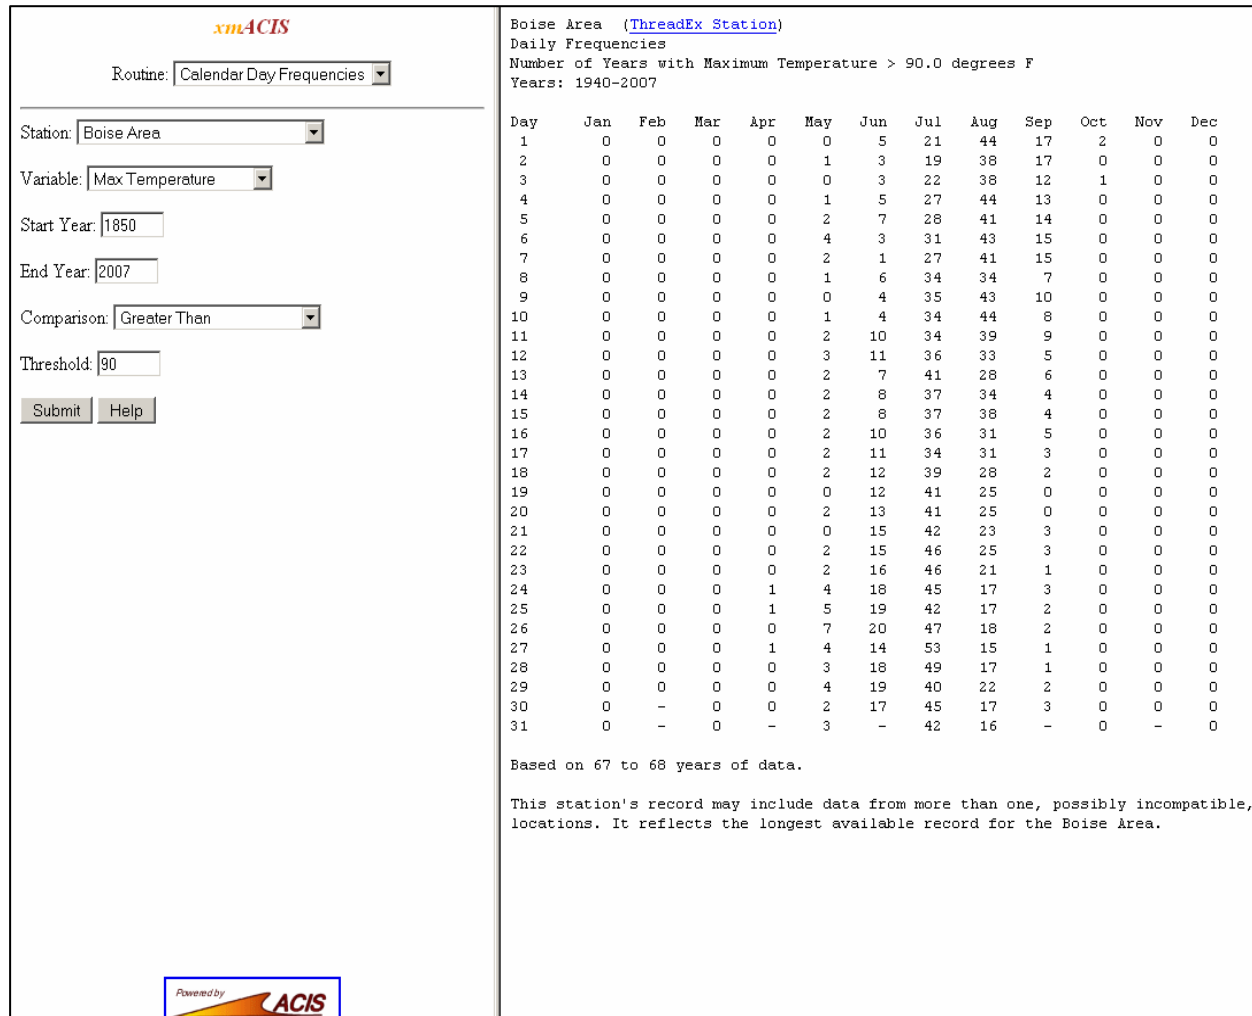 xmACIS
Routine: Calendar Day Frequencies
Station: Boise Area
Variable: Max Temperature
Start Year: 1850
End Year: 2007
Comparison: Greater Than
Threshold: 90
Submit Help
Powered by
ACIS
Boise Area (ThreadEx Station)
Daily Frequencies
Number of Years with Maximum Temperature > 90.0 degrees F
Years: 1940-2007
Day Jan Feb Mar Apr May Jun Jul Aug Sep Oct Nov Dec
1 0 0 0 0 0 5 21 44 17 2 0 0
2 0 0 0 0 1 3 19 38 17 0 0 0
3 0 0 0 0 0 3 22 38 12 1 0 0
4 0 0 0 0 1 5 27 44 13 0 0 0
5 0 0 0 0 2 7 28 41 14 0 0 0
6 0 0 0 0 4 3 31 43 15 0 0 0
7 0 0 0 0 2 1 27 41 15 0 0 0
8 0 0 0 0 1 6 34 34 7 0 0 0
9 0 0 0 0 0 4 35 43 10 0 0 0
10 0 0 0 0 1 4 34 44 8 0 0 0
11 0 0 0 0 2 10 34 39 9 0 0 0
12 0 0 0 0 3 11 36 33 5 0 0 0
13 0 0 0 0 2 7 41 28 6 0 0 0
14 0 0 0 0 2 8 37 34 4 0 0 0
15 0 0 0 0 2 8 37 38 4 0 0 0
16 0 0 0 0 2 10 36 31 5 0 0 0
17 0 0 0 0 2 11 34 31 3 0 0 0
18 0 0 0 0 2 12 39 28 2 0 0 0
19 0 0 0 0 0 12 41 25 0 0 0 0
20 0 0 0 0 2 13 41 25 0 0 0 0
21 0 0 0 0 0 15 42 23 3 0 0 0
22 0 0 0 0 2 15 46 25 3 0 0 0
23 0 0 0 0 2 16 46 21 1 0 0 0
24 0 0 0 1 4 18 45 17 3 0 0 0
25 0 0 0 1 5 19 42 17 2 0 0 0
26 0 0 0 0 7 20 47 18 2 0 0 0
27 0 0 0 1 4 14 53 15 1 0 0 0
28 0 0 0 0 3 18 49 17 1 0 0 0
29 0 0 0 0 4 19 40 22 2 0 0 0
30 0 - 0 0 2 17 45 17 3 0 0 0
31 0 - 0 - 3 - 42 16 - 0 - 0
Based on 67 to 68 years of data.
This station's record may include data from more than one, possibly incompatible,
locations. It reflects the longest available record for the Boise Area.